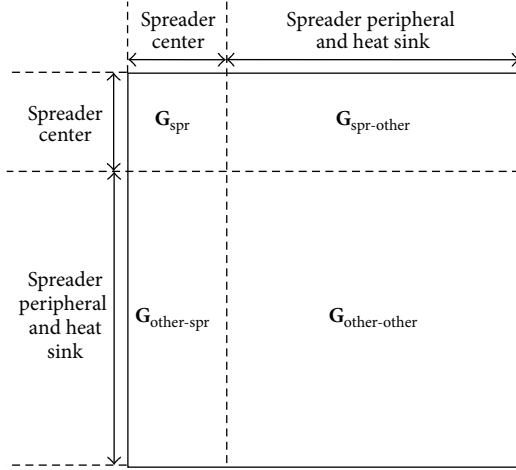 Spreader
center
Spreader peripheral
and heat sink
Spreader
center
G_spr
G_spr-other
Spreader
peripheral
and heat
sink
G_other-spr
G_other-other